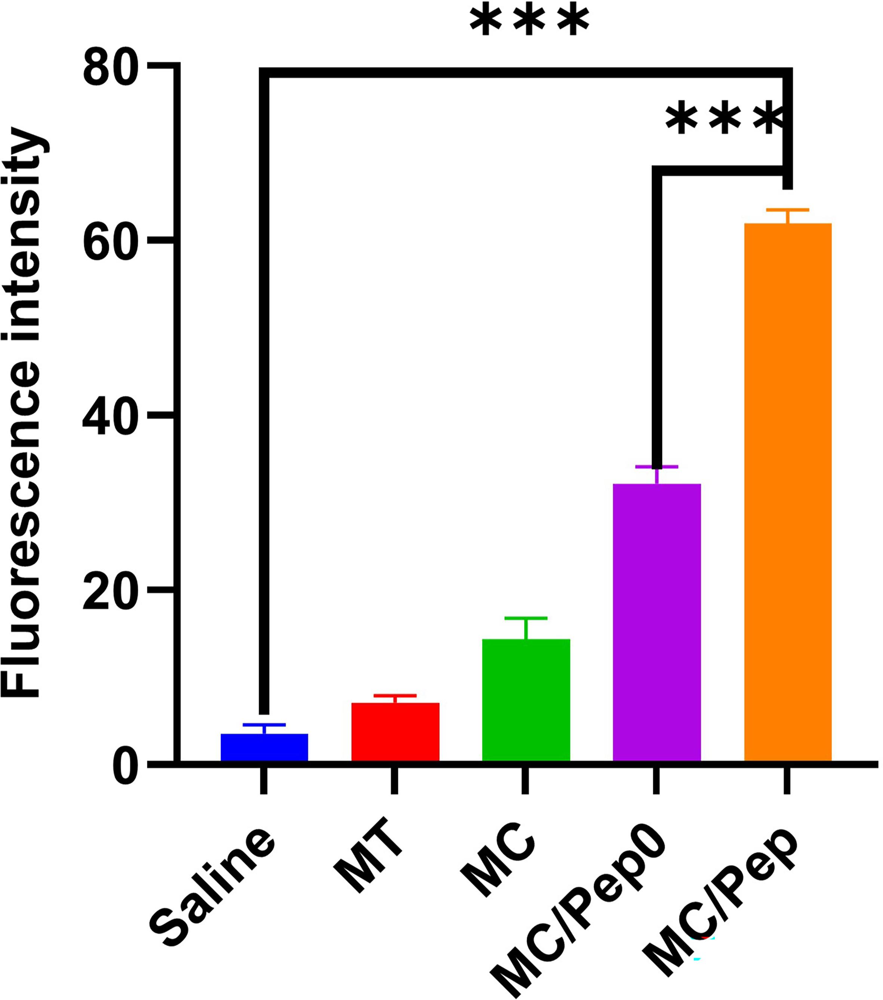 ***
***
Fluorescence intensity
80
60
40
20
0
Saline
MT
MC
MC/Pep0
MC/Pep